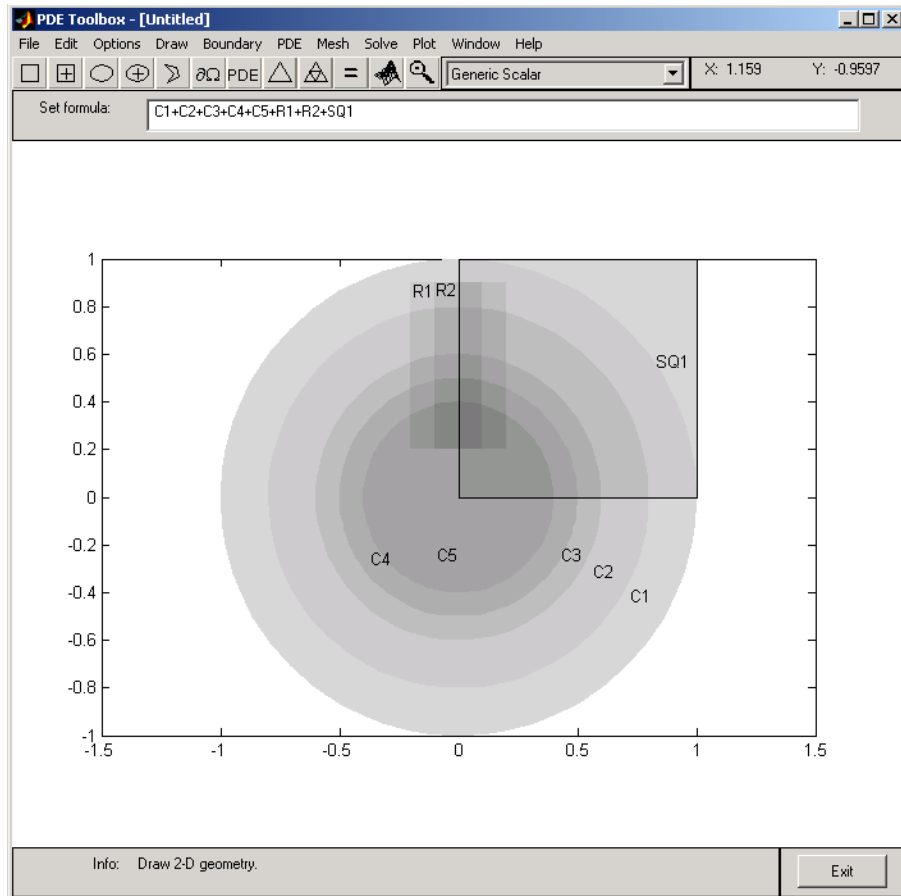 PDE Toolbox - [Untitled]
File Edit Options Draw Boundary PDE Mesh Solve Plot Window Help
∂Ω PDE = Generic Scalar X: 1.159 Y: -0.9597
Set formula: C1+C2+C3+C4+C5+R1+R2+SQ1
1
0.8
0.6
0.4
0.2
0
-0.2
-0.4
-0.6
-0.8
-1
R1 R2
SQ1
C4 C5 C3
C2
C1
-1.5 -1 -0.5 0 0.5 1 1.5
Info: Draw 2-D geometry.
Exit